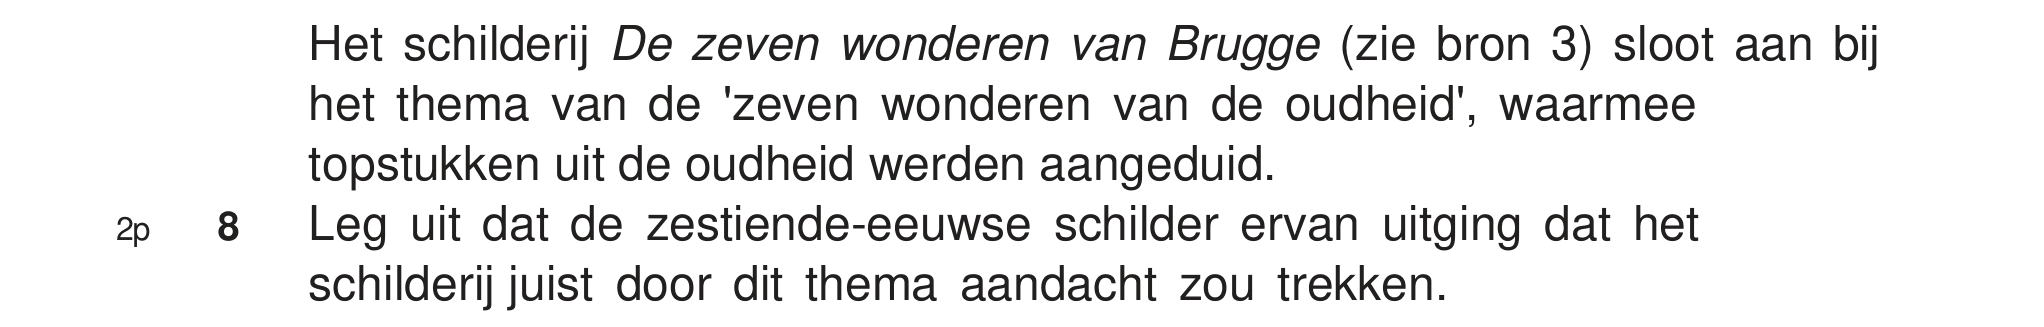 Het schilderij De zeven wonderen van Brugge (zie bron 3) sloot aan bij
het thema van de 'zeven wonderen van de oudheid', waarmee
topstukken uit de oudheid werden aangeduid.
2p 8 Leg uit dat de zestiende-eeuwse schilder ervan uitging dat het
schilderij juist door dit thema aandacht zou trekken.